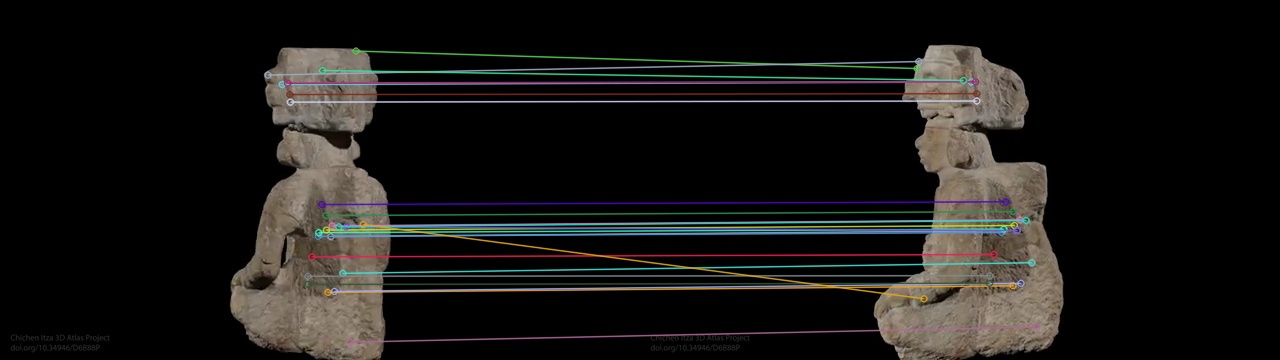 Chichen Itza 3D Atlas Project
doi.org/10.34946/D6B88P
Chichen Itza 3D Atlas Project
doi.org/10.34946/D6B88P